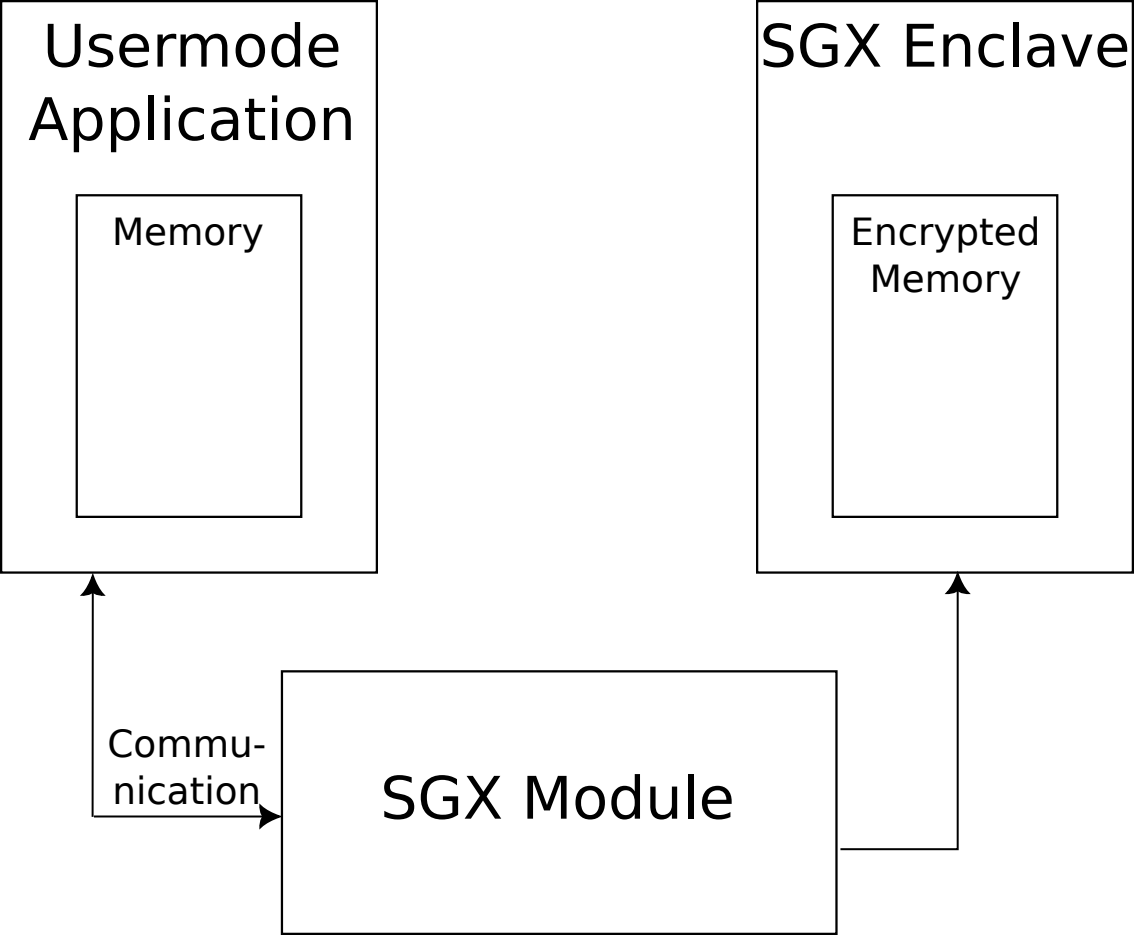 Usermode
Application
Memory
SGX Enclave
Encrypted
Memory
Commu-
nication
SGX Module